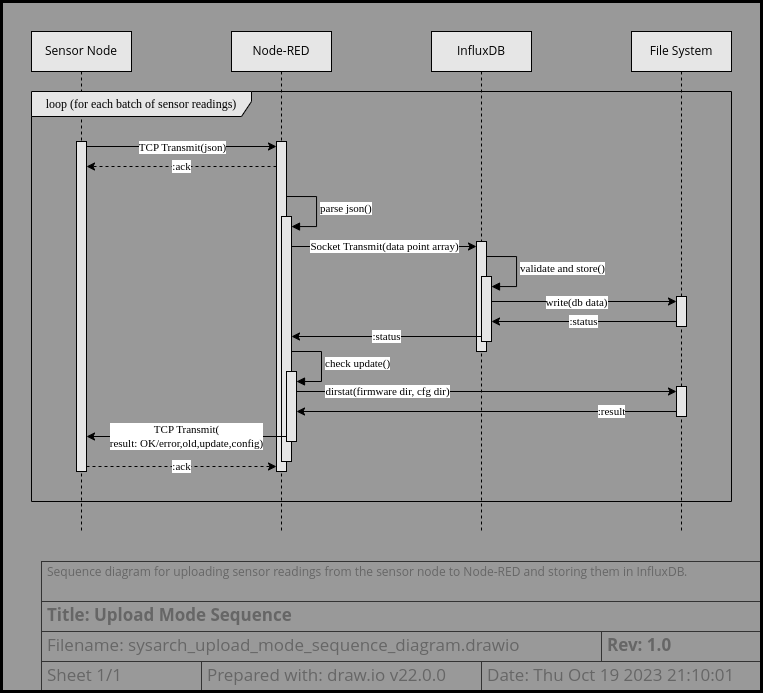 Sensor Node
Node-RED
InfluxDB
File System
loop (for each batch of sensor readings)
TCP Transmit(json)
:ack
parse json()
Socket Transmit(data point array)
validate and store()
write(db data)
:status
:status
check update()
dirstat(firmware dir, cfg dir)
:result
TCP Transmit(
result: OK/error,old,update,config)
:ack
Sequence diagram for uploading sensor readings from the sensor node to Node-RED and storing them in InfluxDB.
Title: Upload Mode Sequence
Filename: sysarch_upload_mode_sequence_diagram.drawio
Rev: 1.0
Sheet 1/1
Prepared with: draw.io v22.0.0
Date: Thu Oct 19 2023 21:10:01